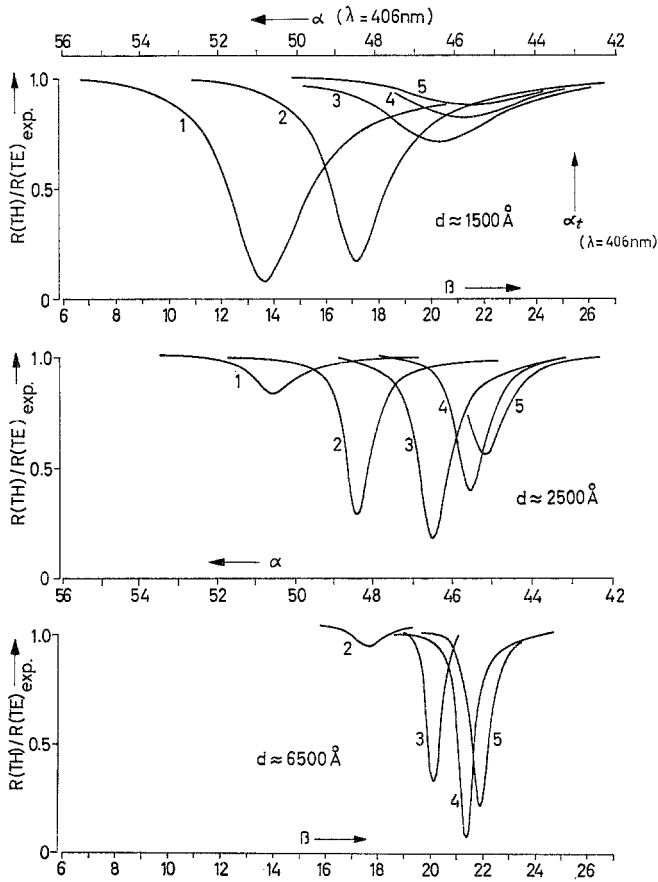 α (λ = 406nm)
56 54 52 50 48 46 44 42
R(TH)/R(TE) exp.
1.0
0.5
0
1 2 3 4 5
d ≈ 1500 Å
αt
(λ = 406nm)
ß
6 8 10 12 14 16 18 20 22 24 26
R(TH)/R(TE) exp.
1.0
0.5
0
1 2 3 4 5
d ≈ 2500 Å
α
56 54 52 50 48 46 44 42
R(TH)/R(TE) exp.
1.0
0.5
0
2 3 4 5
d ≈ 6500 Å
ß
6 8 10 12 14 16 18 20 22 24 26